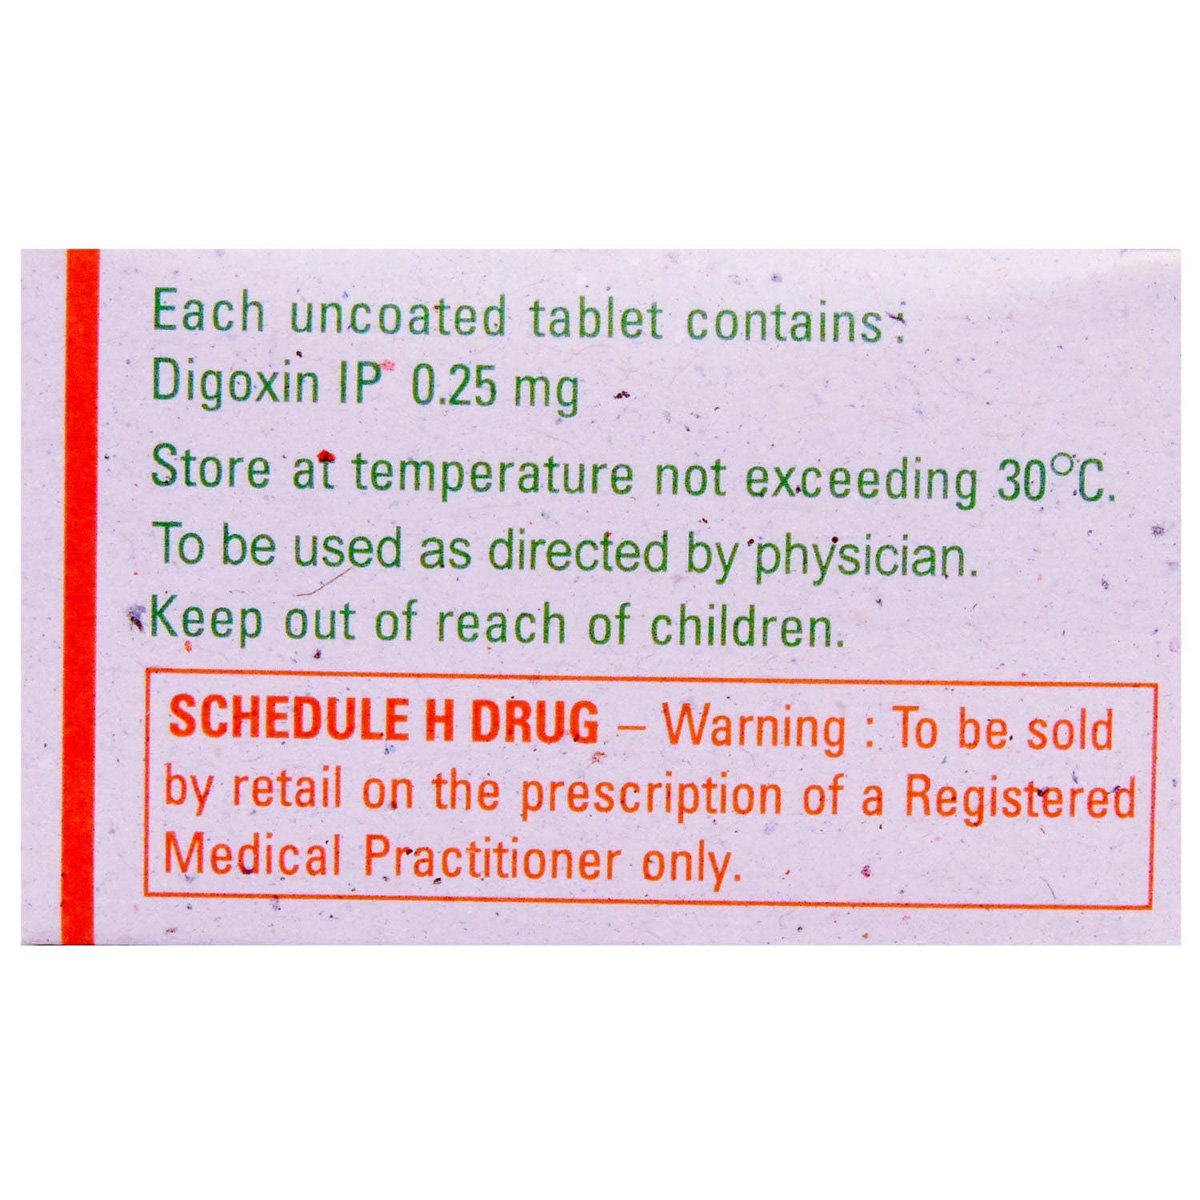 Each uncoated tablet contains :
Digoxin IP 0.25 mg
Store at temperature not exceeding 30°C.
To be used as directed by physician.
Keep out of reach of children.
SCHEDULE H DRUG – Warning : To be sold
by retail on the prescription of a Registered
Medical Practitioner only.